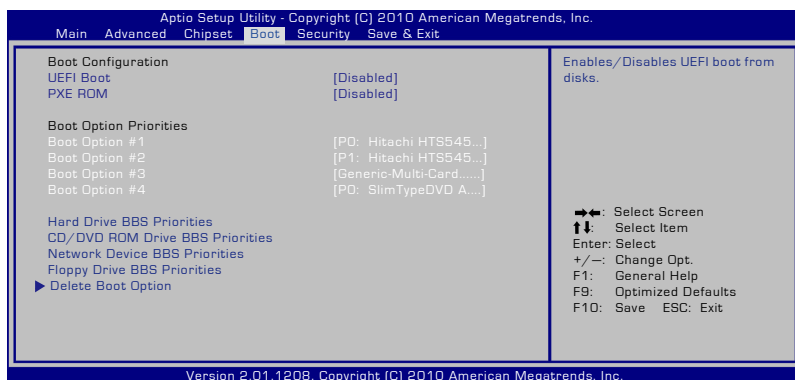 Aptio Setup Utility - Copyright (C) 2010 American Megatrends, Inc.
Main Advanced Chipset Boot Security Save & Exit
Boot Configuration
UEFI Boot [Disabled]
PXE ROM [Disabled]
Boot Option Priorities
Boot Option #1 [P0: Hitachi HTS545...]
Boot Option #2 [P1: Hitachi HTS545...]
Boot Option #3 [Generic-Multi-Card......]
Boot Option #4 [P0: SlimTypeDVD A....]
Hard Drive BBS Priorities
CD/DVD ROM Drive BBS Priorities
Network Device BBS Priorities
Floppy Drive BBS Priorities
Delete Boot Option
Enables/Disables UEFI boot from
disks.
→←: Select Screen
↑↓: Select Item
Enter: Select
+/—: Change Opt.
F1: General Help
F9: Optimized Defaults
F10: Save ESC: Exit
Version 2.01.1208. Copyright (C) 2010 American Megatrends, Inc.